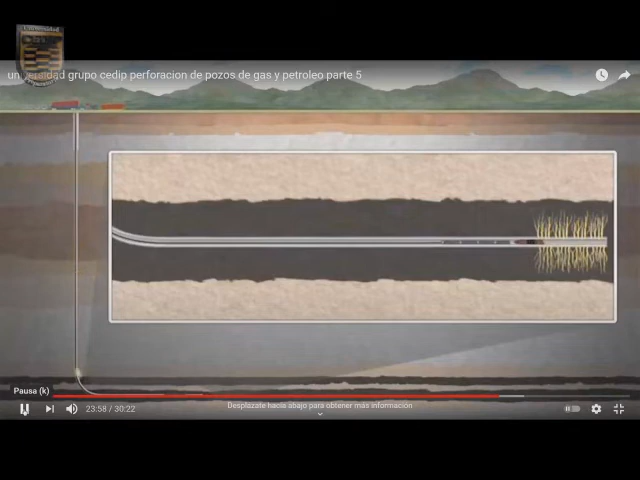 universidad grupo cedip perforacion de pozos de gas y petroleo parte 5
Pausa (k)
23:58 / 30:22
Desplázate hacia abajo para obtener más información